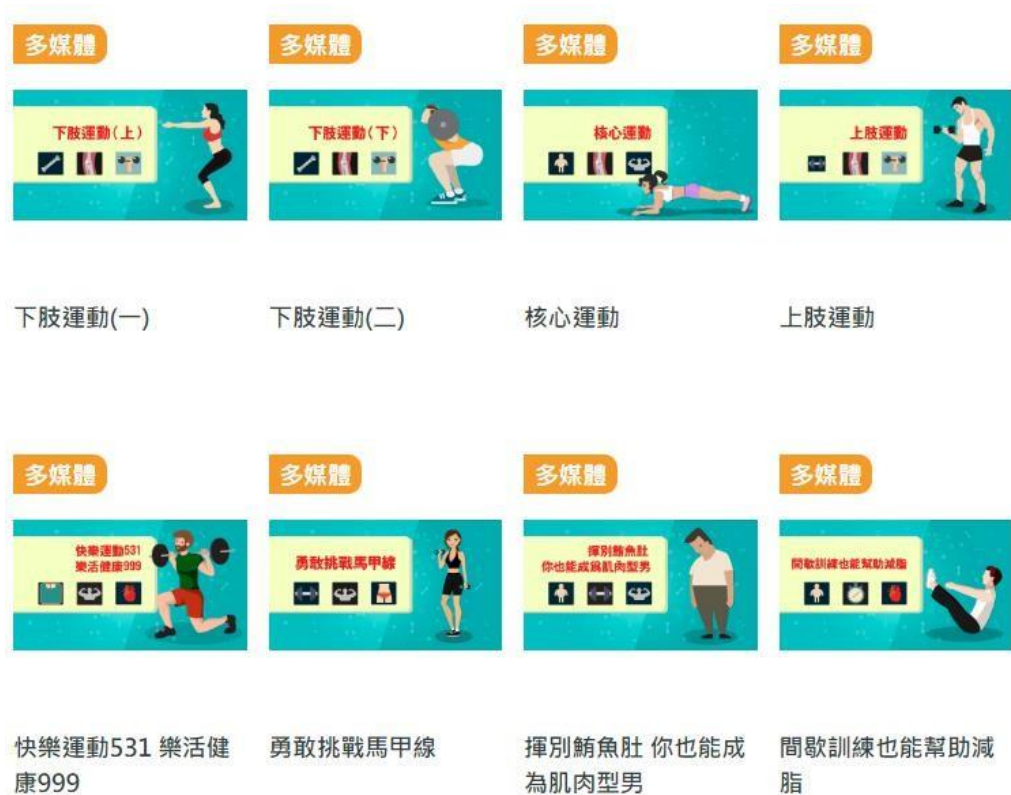 多媒體
多媒體
多媒體
多媒體
下肢運動(上)
下肢運動(下)
核心運動
上肢運動
下肢運動(一)
下肢運動(二)
核心運動
上肢運動
多媒體
多媒體
多媒體
多媒體
快樂運動531
樂活健康999
勇敢挑戰馬甲線
揮別鮪魚肚
你也能成為肌肉型男
間歇訓練也能幫助減脂
快樂運動531 樂活健
康999
勇敢挑戰馬甲線
揮別鮪魚肚 你也能成
為肌肉型男
間歇訓練也能幫助減
脂